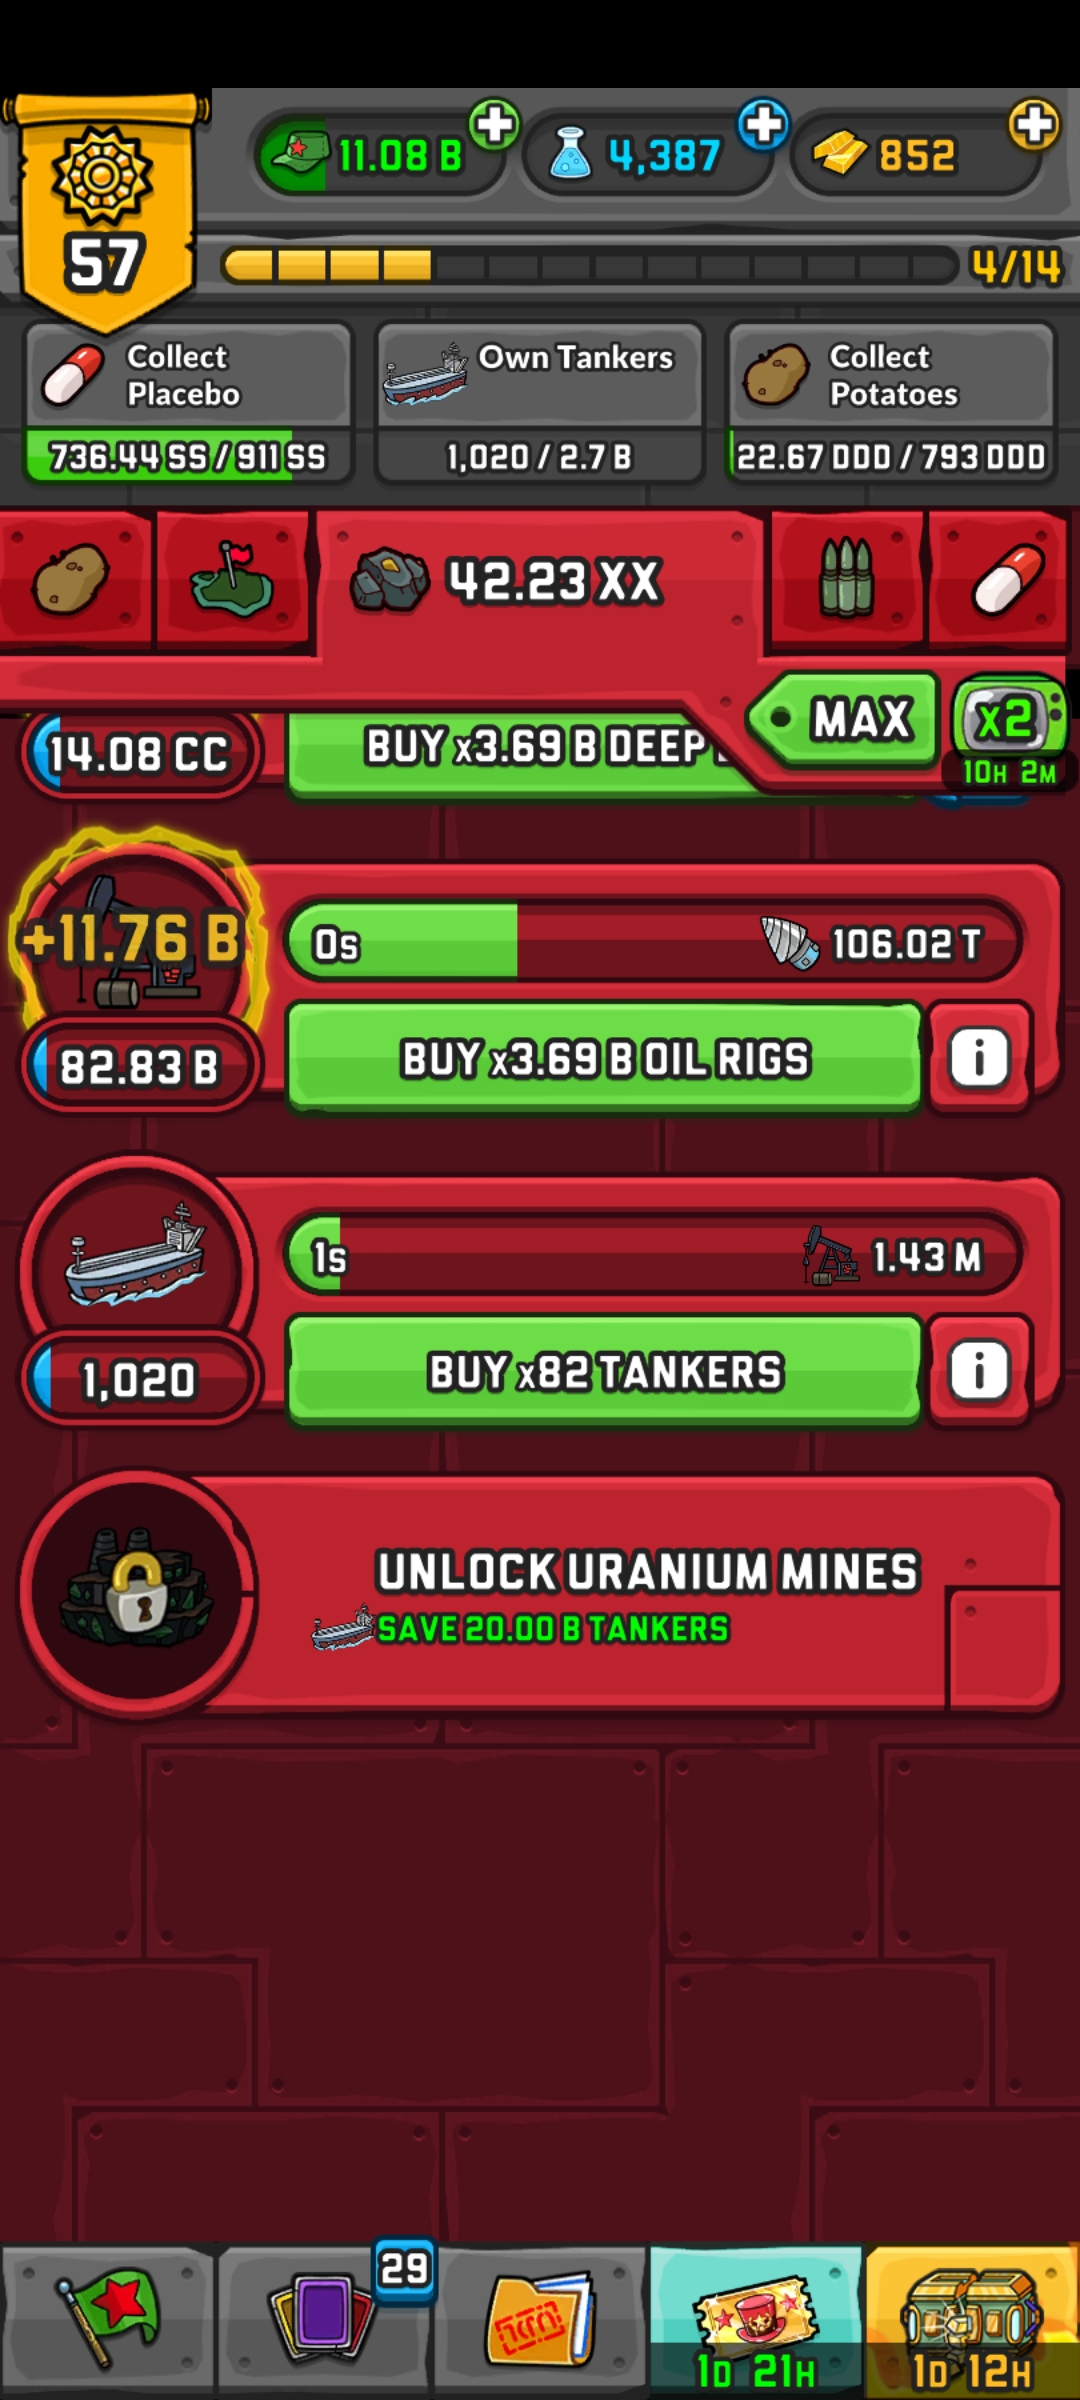 11.08 B
4,387
852
57
4/14
Collect
Placebo
736.44 SS / 911 SS
Own Tankers
1,020 / 2.7 B
Collect
Potatoes
22.67 DDD / 793 DDD
42.23 XX
MAX
x2
10H 2M
14.08 CC
BUY x3.69 B DEEP
+11.76 B
0s
106.02 T
82.83 B
BUY x3.69 B OIL RIGS
i
1s
1.43 M
1,020
BUY x82 TANKERS
i
UNLOCK URANIUM MINES
SAVE 20.00 B TANKERS
29
1D 21H
1D 12H